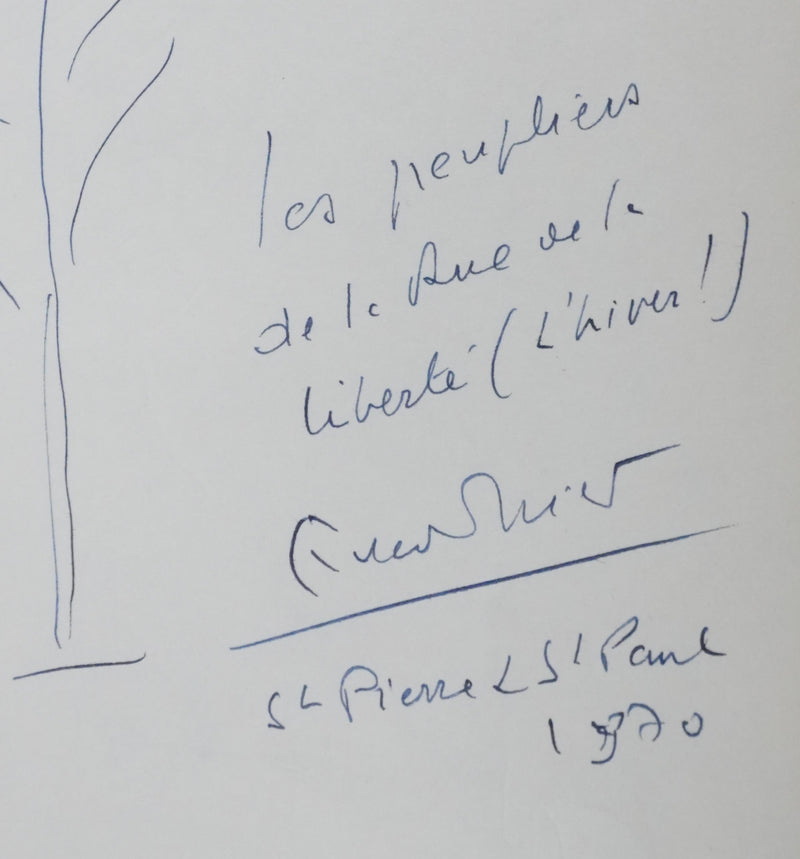 les peupliers
de la Rue de la
liberté (L'hiver!)
St Pierre & St Paul
1970